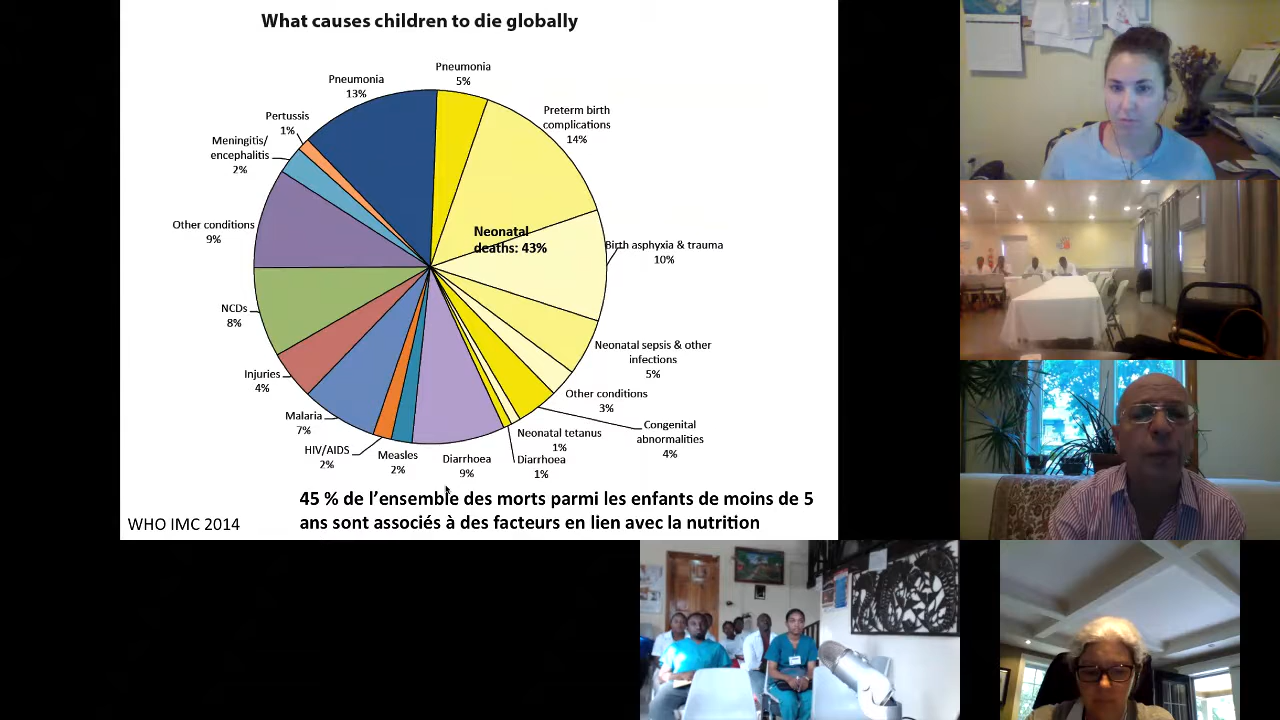 What causes children to die globally
Pneumonia
5%
Preterm birth
complications
14%
Neonatal
deaths: 43%
Birth asphyxia & trauma
10%
Neonatal sepsis & other
infections
5%
Other conditions
3%
Congenital
abnormalities
4%
Neonatal tetanus
1%
Diarrhoea
1%
Diarrhoea
9%
Measles
2%
HIV/AIDS
2%
Malaria
7%
Injuries
4%
NCDs
8%
Other conditions
9%
Meningitis/
encephalitis
2%
Pertussis
1%
Pneumonia
13%
45 % de l’ensemble des morts parmi les enfants de moins de 5
ans sont associés à des facteurs en lien avec la nutrition
WHO IMC 2014